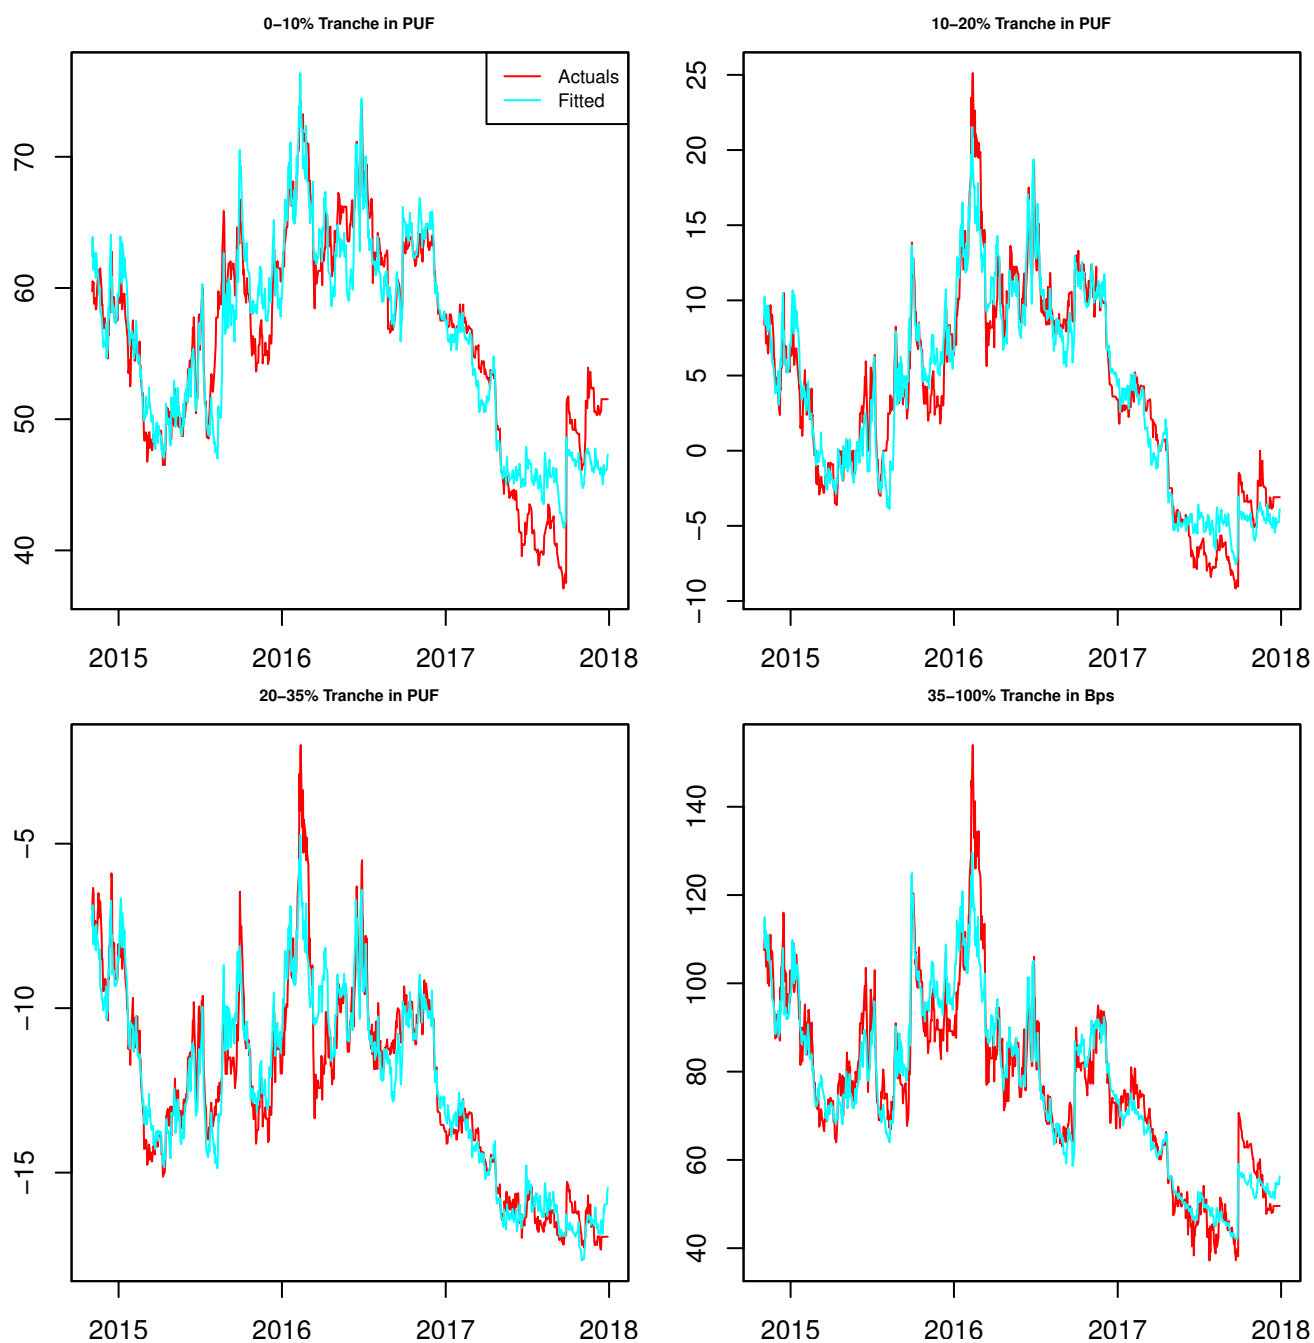 0−10% Tranche in PUF
Actuals
Fitted
70
60
50
40
2015 2016 2017 2018
10−20% Tranche in PUF
25
20
15
10
5
0
−5
−10
2015 2016 2017 2018
20−35% Tranche in PUF
−5
−10
−15
2015 2016 2017 2018
35−100% Tranche in Bps
140
120
100
80
60
40
2015 2016 2017 2018